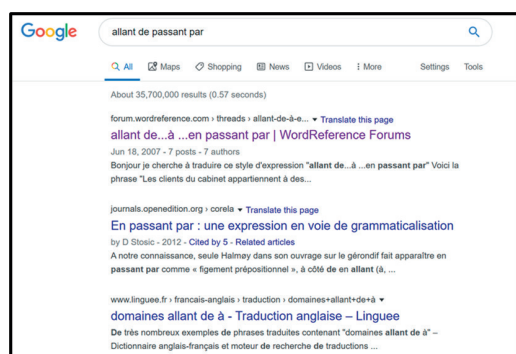 Google
allant de passant par
All Maps Shopping News Videos More Settings Tools
About 35,700,000 results (0.57 seconds)
forum.wordreference.com › threads › allant-de-à-e... ▾ Translate this page
allant de...à ...en passant par | WordReference Forums
Jun 18, 2007 - 7 posts - 7 authors
Bonjour je cherche à traduire ce style d'expression "allant de...à ...en passant par" Voici la
phrase "Les clients du cabinet appartiennent à des...
journals.openedition.org › corela ▾ Translate this page
En passant par : une expression en voie de grammaticalisation
by D Stosic - 2012 - Cited by 5 - Related articles
A notre connaissance, seule Halmøy dans son ouvrage sur le gérondif fait apparaître en
passant par comme « figement prépositionnel », à côté de en allant (à, ...
www.linguee.fr › francais-anglais › traduction › domaines+allant+de+à ▾
domaines allant de à - Traduction anglaise – Linguee
De très nombreux exemples de phrases traduites contenant "domaines allant de à" –
Dictionnaire anglais-français et moteur de recherche de traductions ...